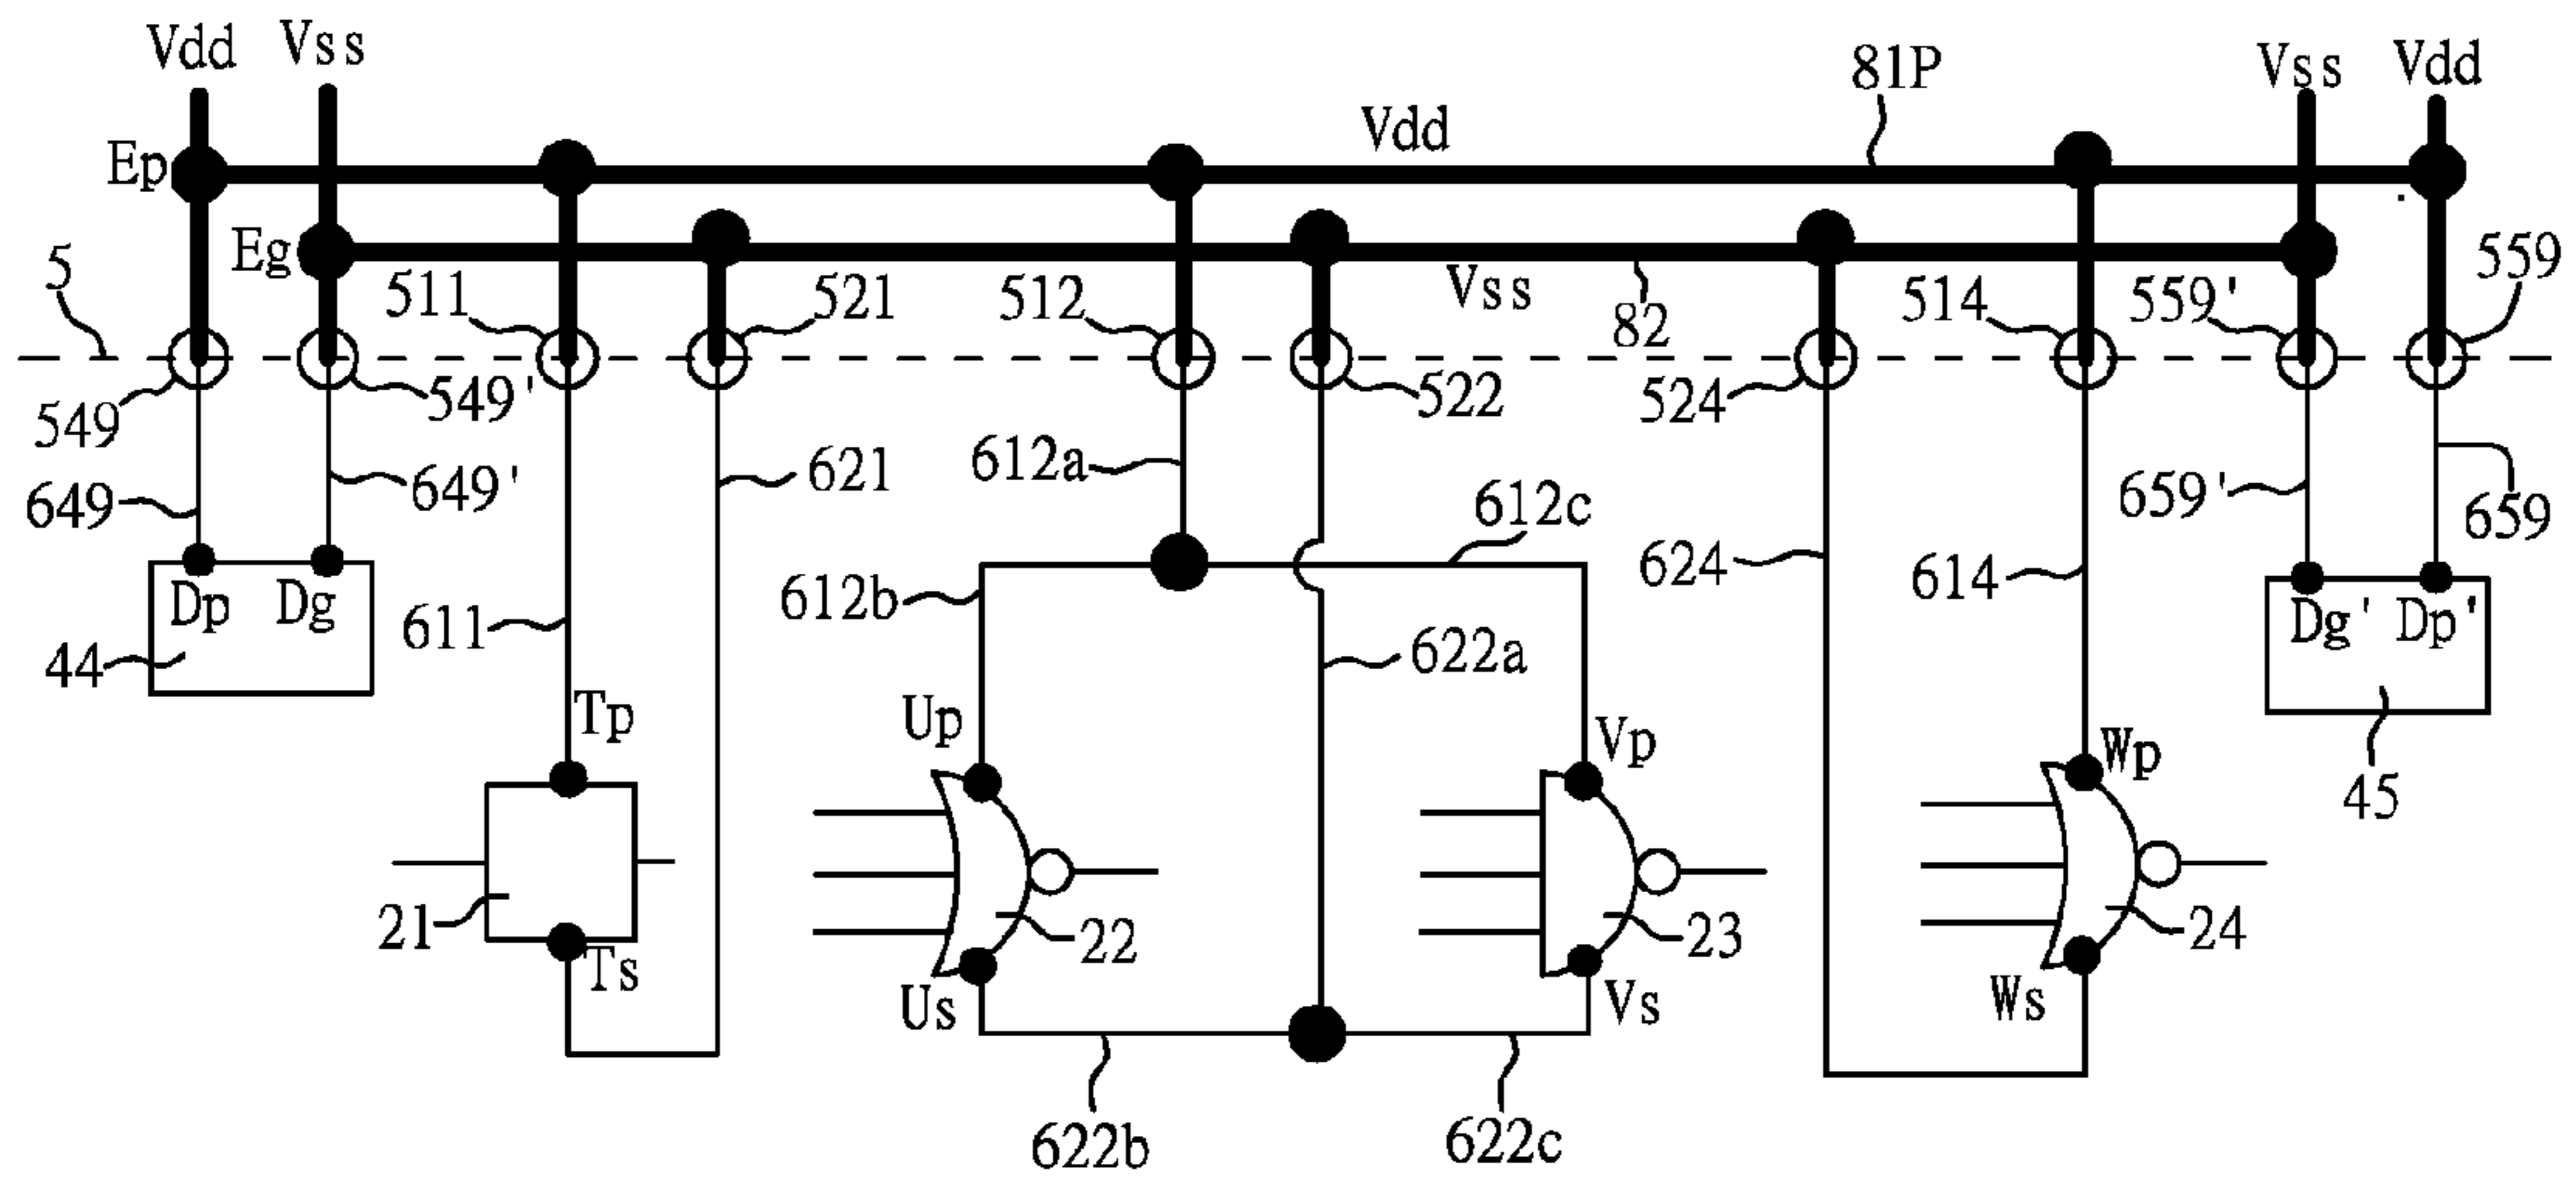 Vdd Vss 81P Vss Vdd
Vdd
Ep
Eg
5 511 521 512 Vss 82 514 559' 559
549 549' 522 524
649 649' 621 612a 612c 659' 659
612b 624 614
Dp Dg 611 Dg' Dp'
44 622a
Tp Up Vp Wp
45
21 22 23 24
Ts Us Vs Ws
622b 622c